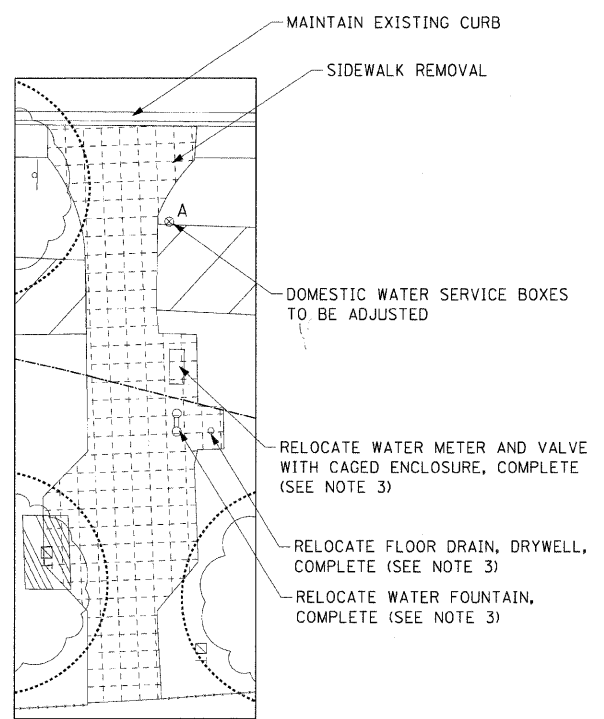 MAINTAIN EXISTING CURB
SIDEWALK REMOVAL
A
DOMESTIC WATER SERVICE BOXES
TO BE ADJUSTED
RELOCATE WATER METER AND VALVE
WITH CAGED ENCLOSURE, COMPLETE
(SEE NOTE 3)
RELOCATE FLOOR DRAIN, DRYWELL,
COMPLETE (SEE NOTE 3)
RELOCATE WATER FOUNTAIN,
COMPLETE (SEE NOTE 3)